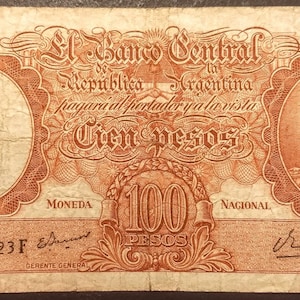 El Banco Central
de la
República Argentina
pagará al portador y a la vista
Cien pesos
MONEDA 100 NACIONAL
PESOS
23 F
GERENTE GENERAL